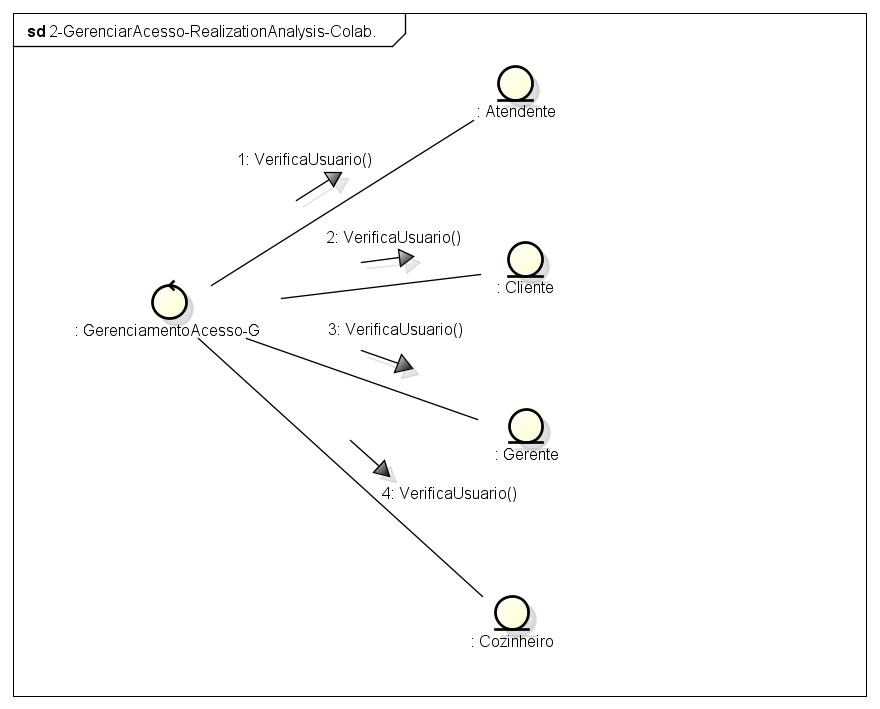 sd 2-GerenciarAcesso-RealizationAnalysis-Colab.
: Atendente
1: VerificaUsuario()
2: VerificaUsuario()
: Cliente
: GerenciamentoAcesso-G
3: VerificaUsuario()
: Gerente
4: VerificaUsuario()
: Cozinheiro